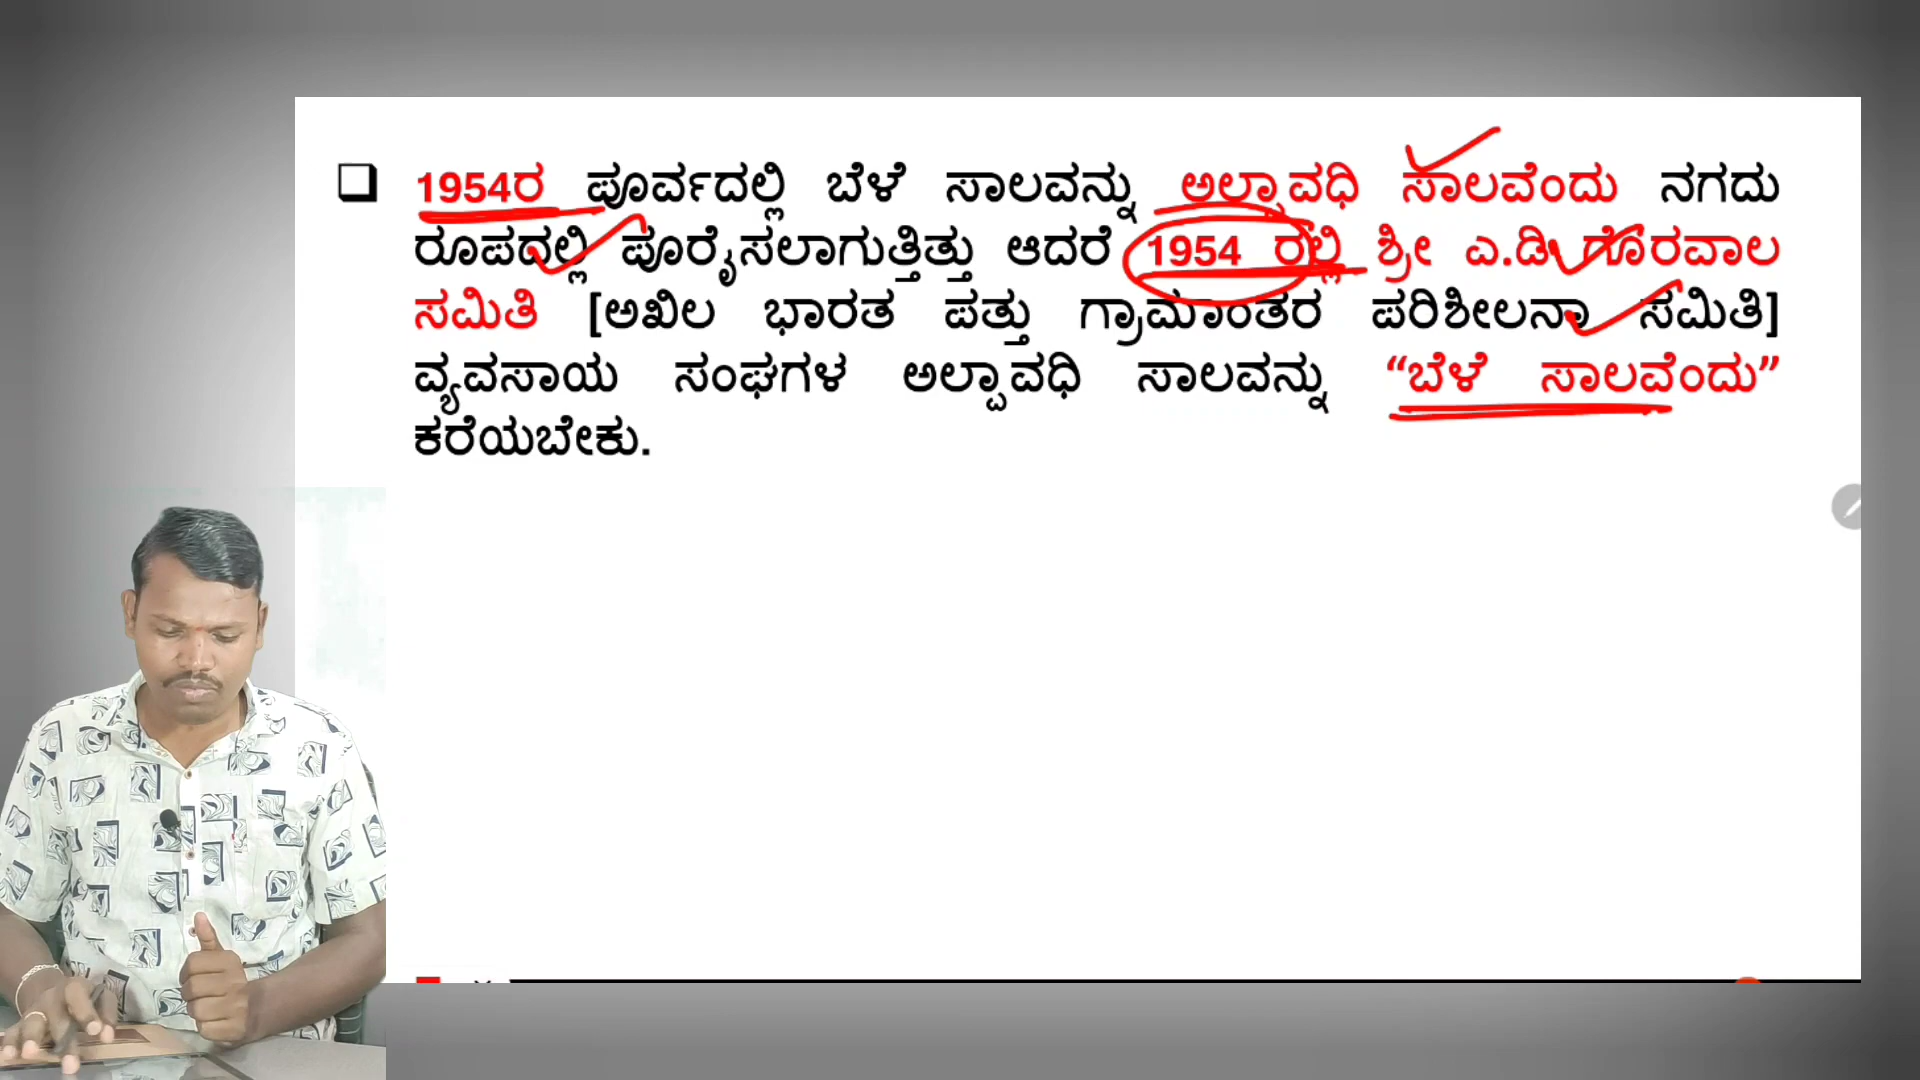 1954ರ ಪೂರ್ವದಲ್ಲಿ ಬೆಳೆ ಸಾಲವನ್ನು ಅಲ್ಪಾವಧಿ ಸಾಲವೆಂದು ನಗದು
ರೂಪದಲ್ಲಿ ಪೂರೈಸಲಾಗುತ್ತಿತ್ತು ಆದರೆ 1954 ರಲ್ಲಿ ಶ್ರೀ ಎ.ಡಿ ಗೊರವಾಲ
ಸಮಿತಿ [ಅಖಿಲ ಭಾರತ ಪತ್ತು ಗ್ರಾಮಾಂತರ ಪರಿಶೀಲನಾ ಸಮಿತಿ]
ವ್ಯವಸಾಯ ಸಂಘಗಳ ಅಲ್ಪಾವಧಿ ಸಾಲವನ್ನು “ಬೆಳೆ ಸಾಲವೆಂದು”
ಕರೆಯಬೇಕು.